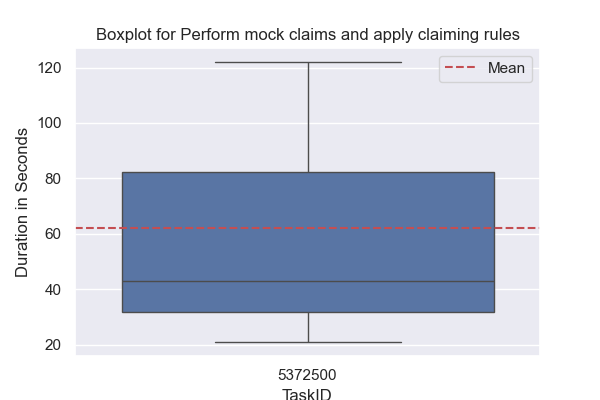 Boxplot for Perform mock claims and apply claiming rules
Mean
120
100
80
60
40
20
Duration in Seconds
5372500
TaskID